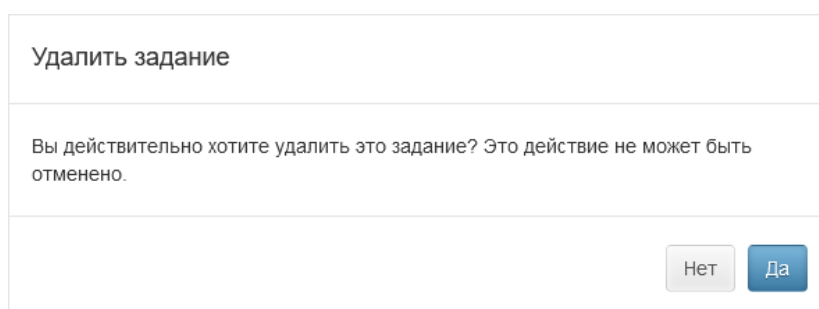 Удалить задание
Вы действительно хотите удалить это задание? Это действие не может быть
отменено.
Нет Да